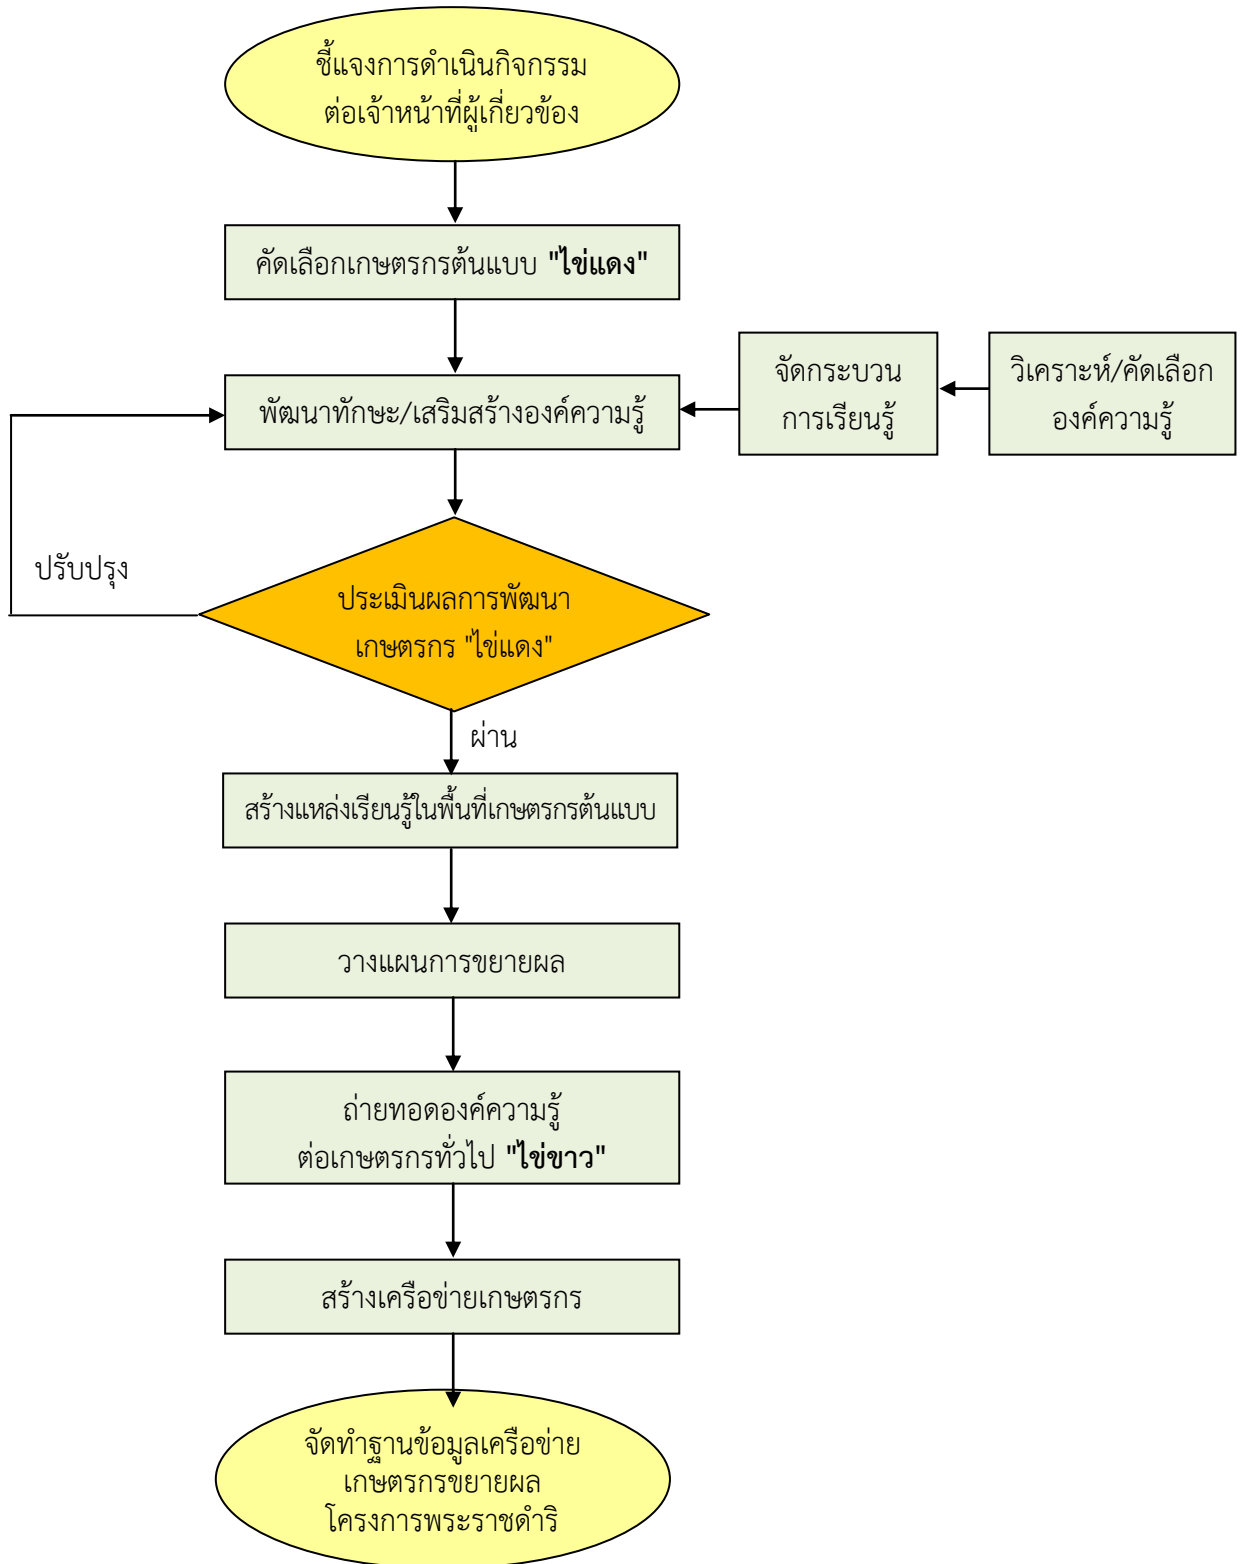 ชี้แจงการดำเนินกิจกรรม
ต่อเจ้าหน้าที่ผู้เกี่ยวข้อง
คัดเลือกเกษตรกรต้นแบบ "ไข่แดง"
พัฒนาทักษะ/เสริมสร้างองค์ความรู้
จัดกระบวน
การเรียนรู้
วิเคราะห์/คัดเลือก
องค์ความรู้
ปรับปรุง
ประเมินผลการพัฒนา
เกษตรกร "ไข่แดง"
ผ่าน
สร้างแหล่งเรียนรู้ในพื้นที่เกษตรกรต้นแบบ
วางแผนการขยายผล
ถ่ายทอดองค์ความรู้
ต่อเกษตรกรทั่วไป "ไข่ขาว"
สร้างเครือข่ายเกษตรกร
จัดทำฐานข้อมูลเครือข่าย
เกษตรกรขยายผล
โครงการพระราชดำริ